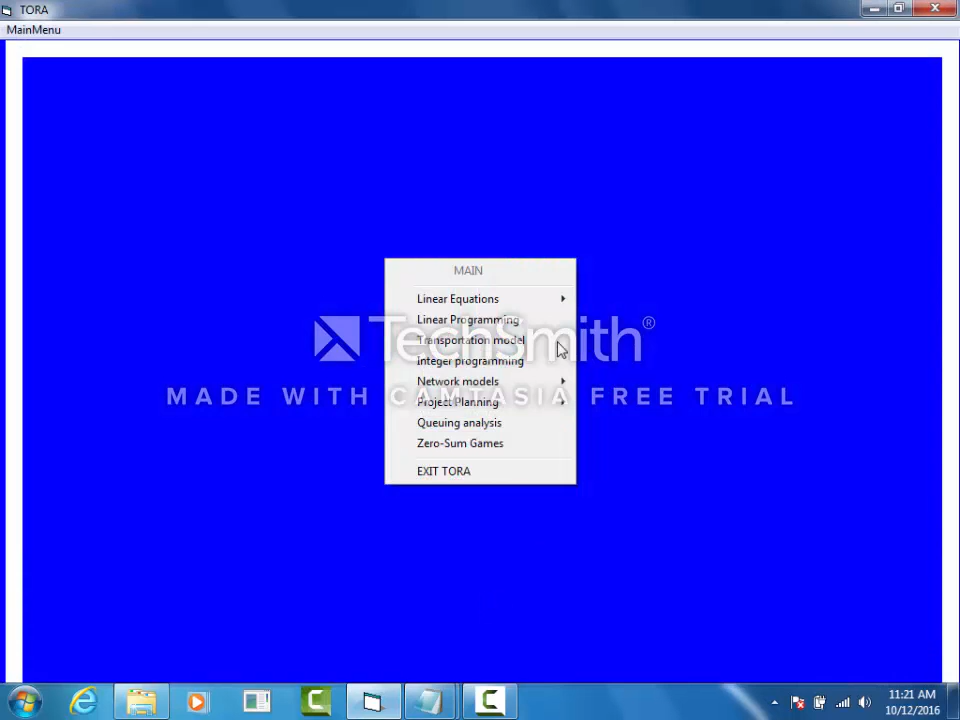 TORA
MainMenu
MAIN
Linear Equations
Linear Programming
Transportation model
Integer programming
Network models
Project Planning
Queuing analysis
Zero-Sum Games
EXIT TORA
TechSmith®
MADE WITH CAMTASIA FREE TRIAL
11:21 AM
10/12/2016